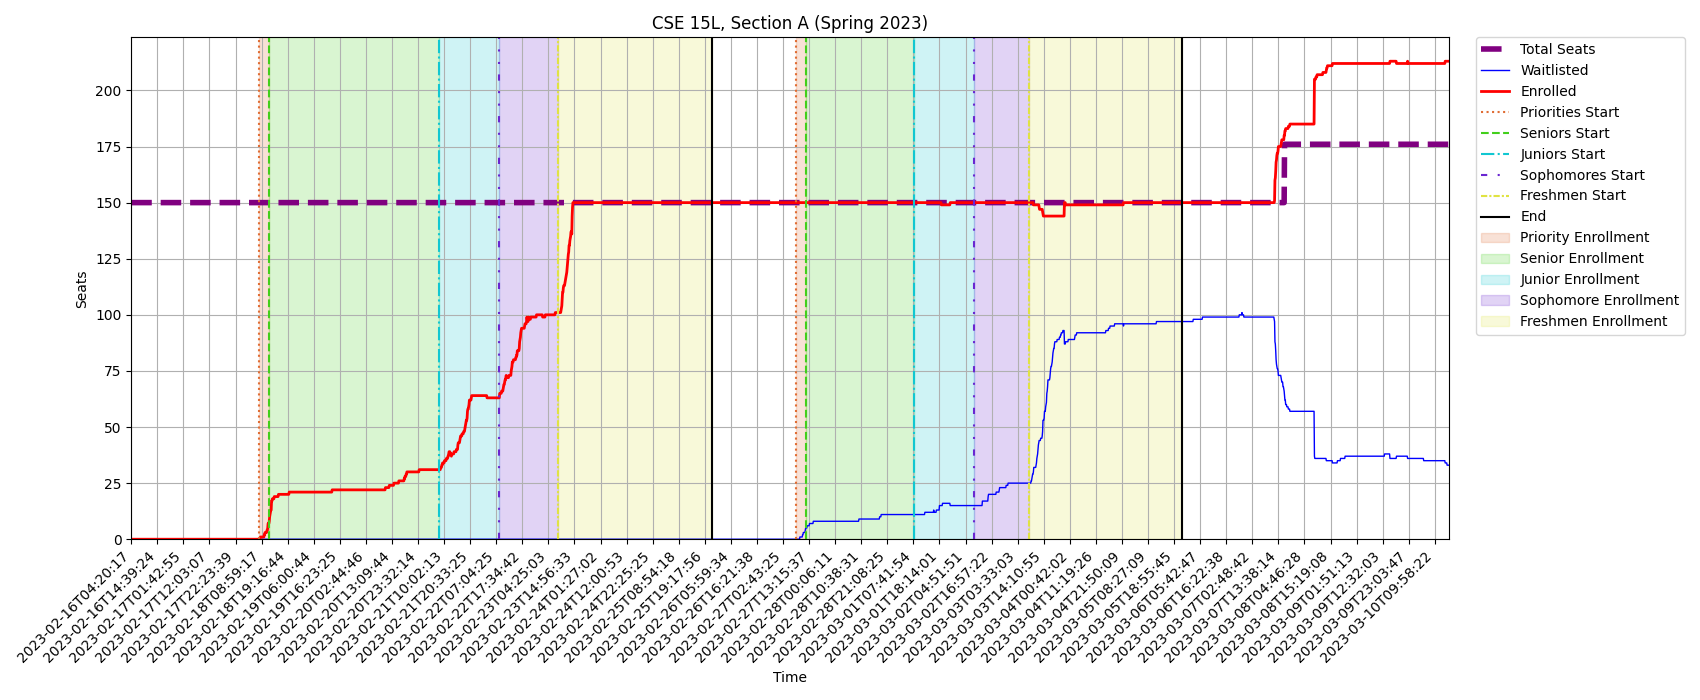 CSE 15L, Section A (Spring 2023)
Seats
200
175
150
125
100
75
50
25
0
2023-02-16T04:20:17
2023-02-16T14:39:24
2023-02-17T01:42:55
2023-02-17T12:03:07
2023-02-17T22:23:39
2023-02-18T08:59:17
2023-02-18T19:16:44
2023-02-19T06:00:44
2023-02-19T16:23:25
2023-02-20T02:44:46
2023-02-20T13:09:44
2023-02-20T23:32:14
2023-02-21T10:02:13
2023-02-21T20:33:25
2023-02-22T07:04:25
2023-02-22T17:34:42
2023-02-23T04:25:03
2023-02-23T14:56:33
2023-02-24T01:27:02
2023-02-24T12:00:53
2023-02-24T22:25:25
2023-02-25T08:54:18
2023-02-25T19:17:56
2023-02-26T05:59:34
2023-02-26T16:21:38
2023-02-27T02:43:25
2023-02-27T13:15:37
2023-02-28T00:06:11
2023-02-28T10:38:31
2023-02-28T21:08:25
2023-03-01T07:41:54
2023-03-01T18:14:01
2023-03-02T04:51:51
2023-03-02T16:57:22
2023-03-03T03:33:03
2023-03-03T14:10:55
2023-03-04T00:42:02
2023-03-04T11:19:26
2023-03-04T21:50:09
2023-03-05T08:27:09
2023-03-05T18:55:45
2023-03-06T05:42:47
2023-03-06T16:22:38
2023-03-07T02:48:42
2023-03-07T13:38:14
2023-03-08T04:46:28
2023-03-08T15:19:08
2023-03-09T01:51:13
2023-03-09T12:32:03
2023-03-09T23:03:47
2023-03-10T09:58:22
Time
Total Seats
Waitlisted
Enrolled
Priorities Start
Seniors Start
Juniors Start
Sophomores Start
Freshmen Start
End
Priority Enrollment
Senior Enrollment
Junior Enrollment
Sophomore Enrollment
Freshmen Enrollment